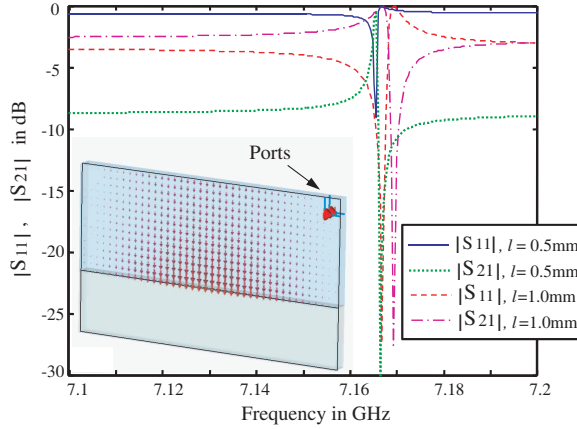 0
-5
-10
-15
-20
-25
-30
|S11| , |S21| in dB
Ports
|S11|, l = 0.5mm
|S21|, l = 0.5mm
|S11|, l=1.0mm
|S21|, l=1.0mm
7.1 7.12 7.14 7.16 7.18 7.2
Frequency in GHz